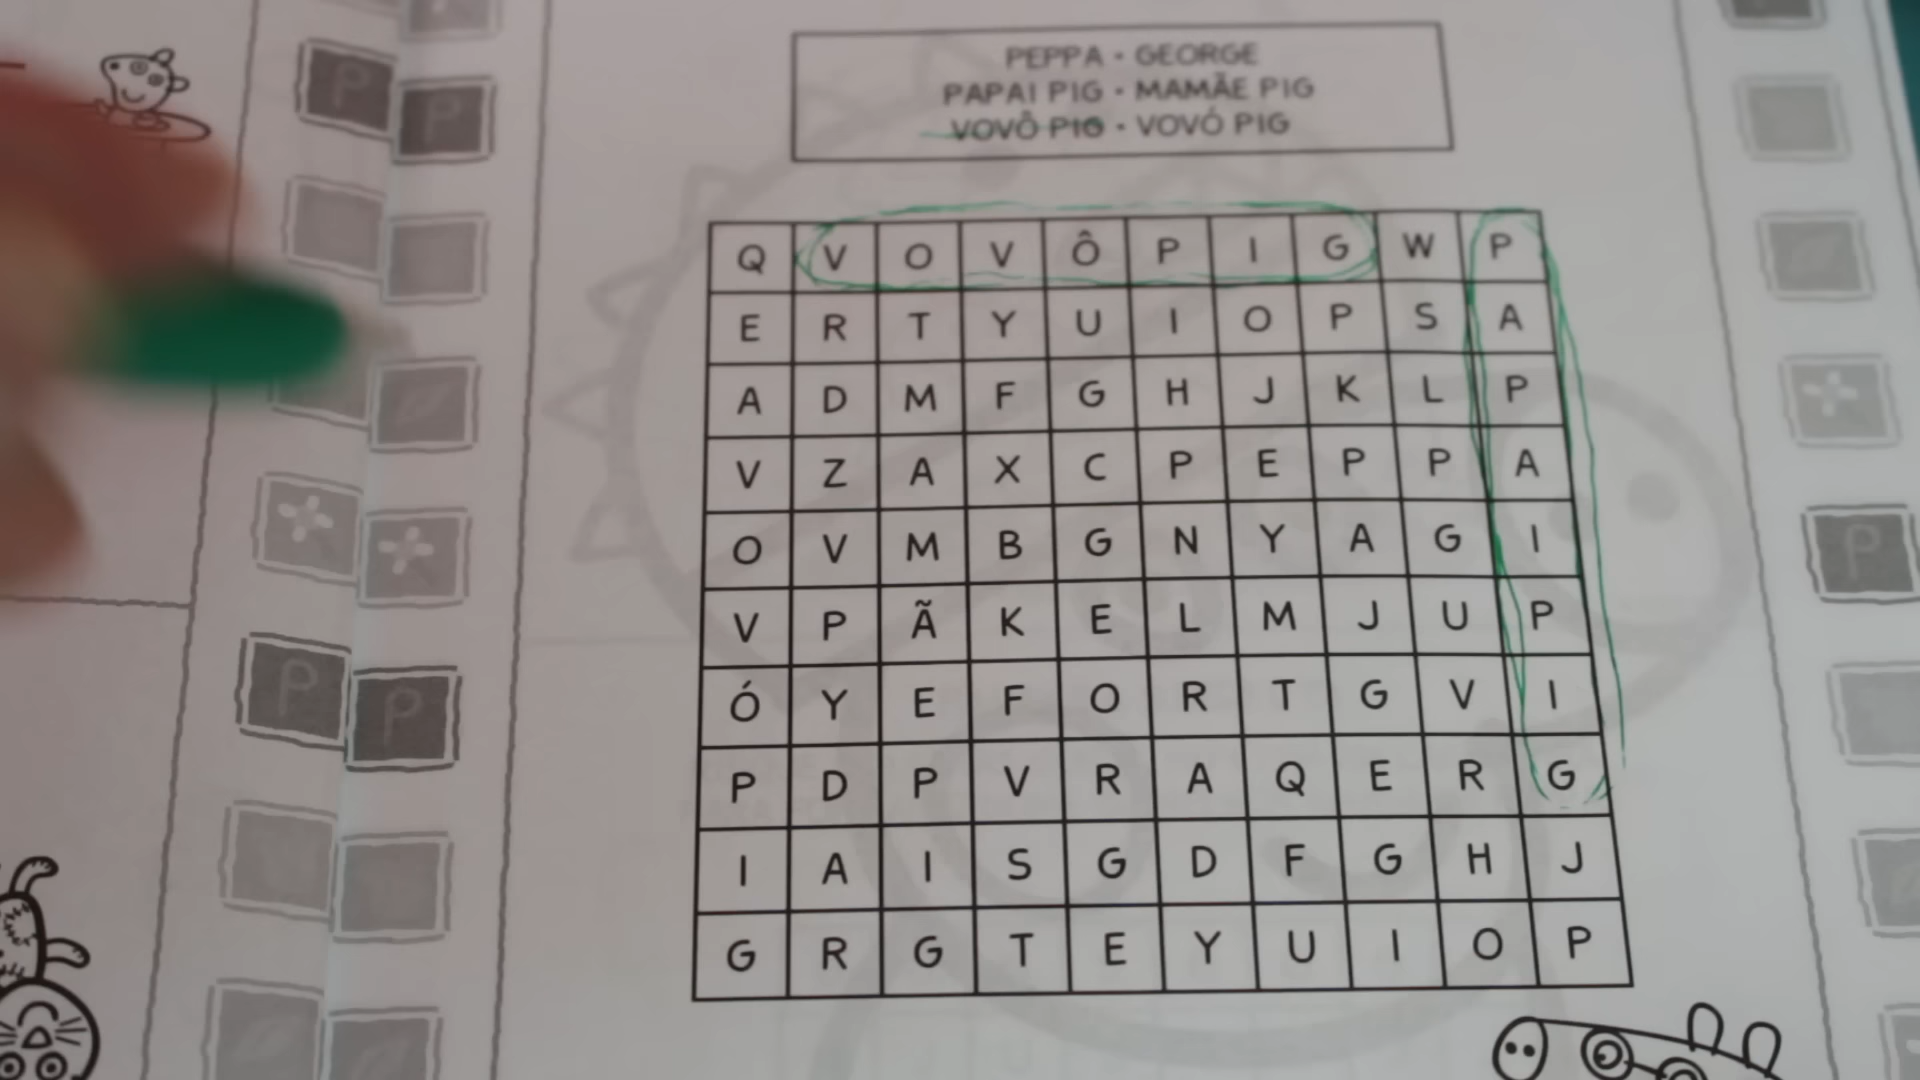 PEPPA - GEORGE
PAPAI PIG - MAMÃE PIG
VOVÔ PIG - VOVÓ PIG
Q V O V Ô P I G W P
E R T Y U I O P S A
A D M F G H J K L P
V Z A X C P E P P A
O V M B G N Y A G I
V P Ã K E L M J U P
Ó Y E F O R T G V I
P D P V R A Q E R G
I A I S G D F G H J
G R G T E Y U I O P
P
P
P
P
P